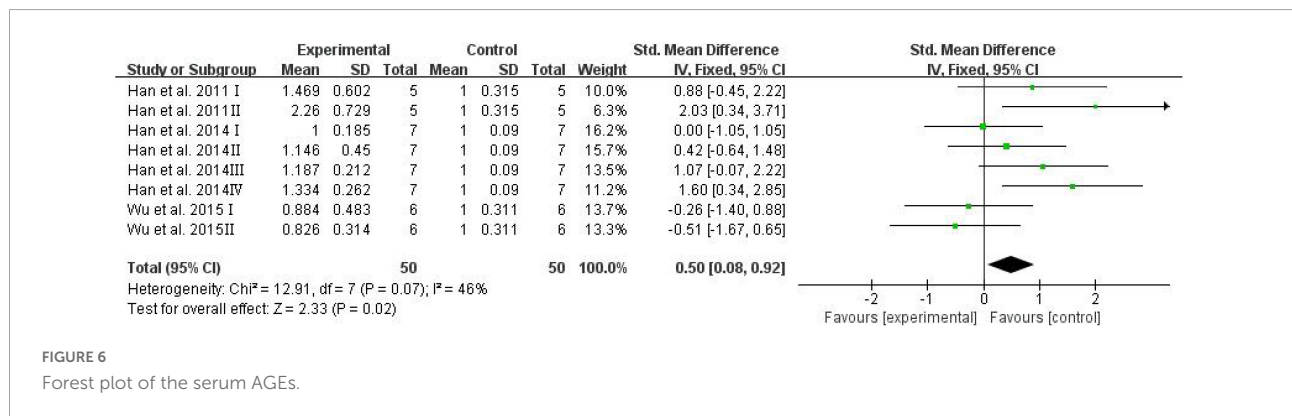 Experimental Control Std. Mean Difference Std. Mean Difference
Study or Subgroup Mean SD Total Mean SD Total Weight IV, Fixed, 95% CI IV, Fixed, 95% CI
Han et al. 2011 I 1.469 0.602 5 1 0.315 5 10.0% 0.88 [-0.45, 2.22]
Han et al. 2011II 2.26 0.729 5 1 0.315 5 6.3% 2.03 [0.34, 3.71]
Han et al. 2014 I 1 0.185 7 1 0.09 7 16.2% 0.00 [-1.05, 1.05]
Han et al. 2014II 1.146 0.45 7 1 0.09 7 15.7% 0.42 [-0.64, 1.48]
Han et al. 2014III 1.187 0.212 7 1 0.09 7 13.5% 1.07 [-0.07, 2.22]
Han et al. 2014IV 1.334 0.262 7 1 0.09 7 11.2% 1.60 [0.34, 2.85]
Wu et al. 2015 I 0.884 0.483 6 1 0.311 6 13.7% -0.26 [-1.40, 0.88]
Wu et al. 2015II 0.826 0.314 6 1 0.311 6 13.3% -0.51 [-1.67, 0.65]
Total (95% CI) 50 50 100.0% 0.50 [0.08, 0.92]
Heterogeneity: Chi² = 12.91, df = 7 (P = 0.07); I² = 46%
Test for overall effect: Z = 2.33 (P = 0.02)
-2 -1 0 1 2
Favours [experimental] Favours [control]
FIGURE 6
Forest plot of the serum AGEs.